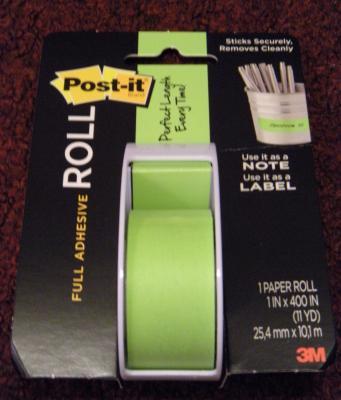 Sticks Securely,
Removes Cleanly
Post-it
Brand
Perfect Length
Every Time!
FULL ADHESIVE ROLL
Use it as a
NOTE
Use it as a
LABEL
1 PAPER ROLL
1 IN X 400 IN
(11 YD)
25,4 mm x 10,1 m
3M